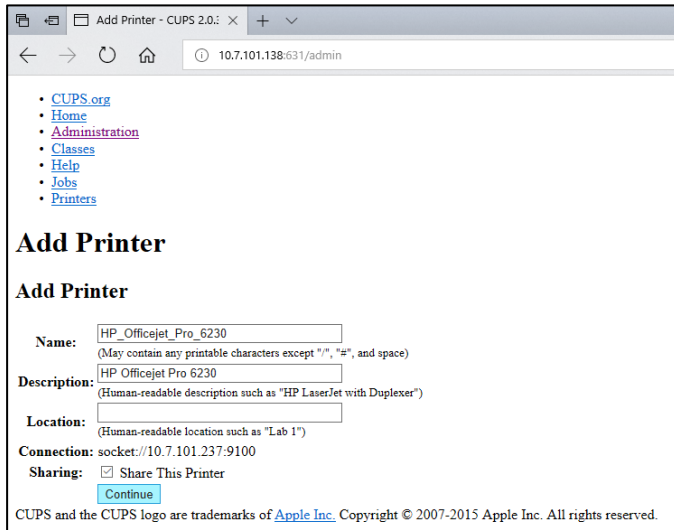 Add Printer - CUPS 2.0.:
10.7.101.138:631/admin
• CUPS.org
• Home
• Administration
• Classes
• Help
• Jobs
• Printers
Add Printer
Add Printer
Name: HP_Officejet_Pro_6230
(May contain any printable characters except "/", "#", and space)
Description: HP Officejet Pro 6230
(Human-readable description such as "HP LaserJet with Duplexer")
Location:
(Human-readable location such as "Lab 1")
Connection: socket://10.7.101.237:9100
Sharing: Share This Printer
Continue
CUPS and the CUPS logo are trademarks of Apple Inc. Copyright © 2007-2015 Apple Inc. All rights reserved.